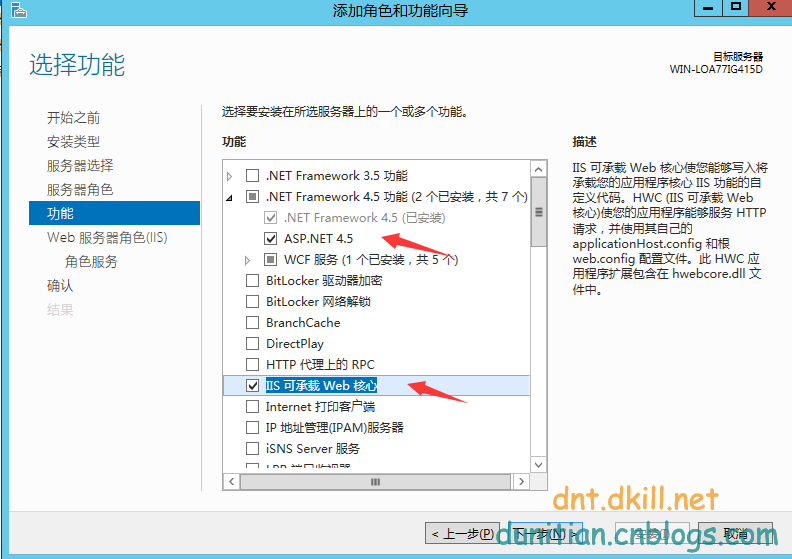 添加角色和功能向导
选择功能
目标服务器
WIN-LOA77IG415D
开始之前
安装类型
服务器选择
服务器角色
功能
Web 服务器角色(IIS)
角色服务
确认
结果
选择要安装在所选服务器上的一个或多个功能。
功能
.NET Framework 3.5 功能
.NET Framework 4.5 功能 (2 个已安装，共 7 个)
.NET Framework 4.5 (已安装)
ASP.NET 4.5
WCF 服务 (1 个已安装，共 5 个)
BitLocker 驱动器加密
BitLocker 网络解锁
BranchCache
DirectPlay
HTTP 代理上的 RPC
IIS 可承载 Web 核心
Internet 打印客户端
IP 地址管理(IPAM)服务器
iSNS Server 服务
描述
IIS 可承载 Web 核心使您能够写入将
承载您的应用程序核心 IIS 功能的自
定义代码。HWC (IIS 可承载 Web
核心)使您的应用程序能够服务 HTTP
请求，并使用其自己的
applicationHost.config 和根
web.config 配置文件。此 HWC 应
用程序扩展包含在 hwebcore.dll 文
件中。
dnt.dkill.net
< 上一步(P)
下一步(N) >
取消
dunitian.cnblogs.com